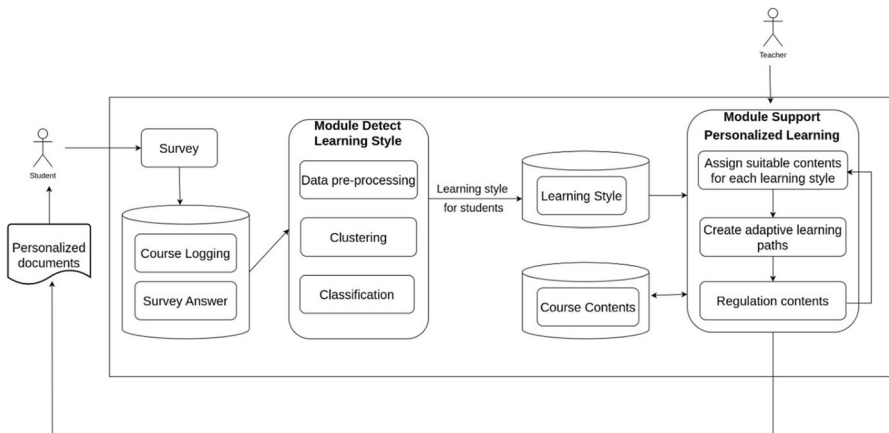 Teacher
Student
Survey
Course Logging
Survey Answer
Personalized
documents
Module Detect
Learning Style
Data pre-processing
Clustering
Classification
Learning style
for students
Learning Style
Course Contents
Module Support
Personalized Learning
Assign suitable contents
for each learning style
Create adaptive learning
paths
Regulation contents